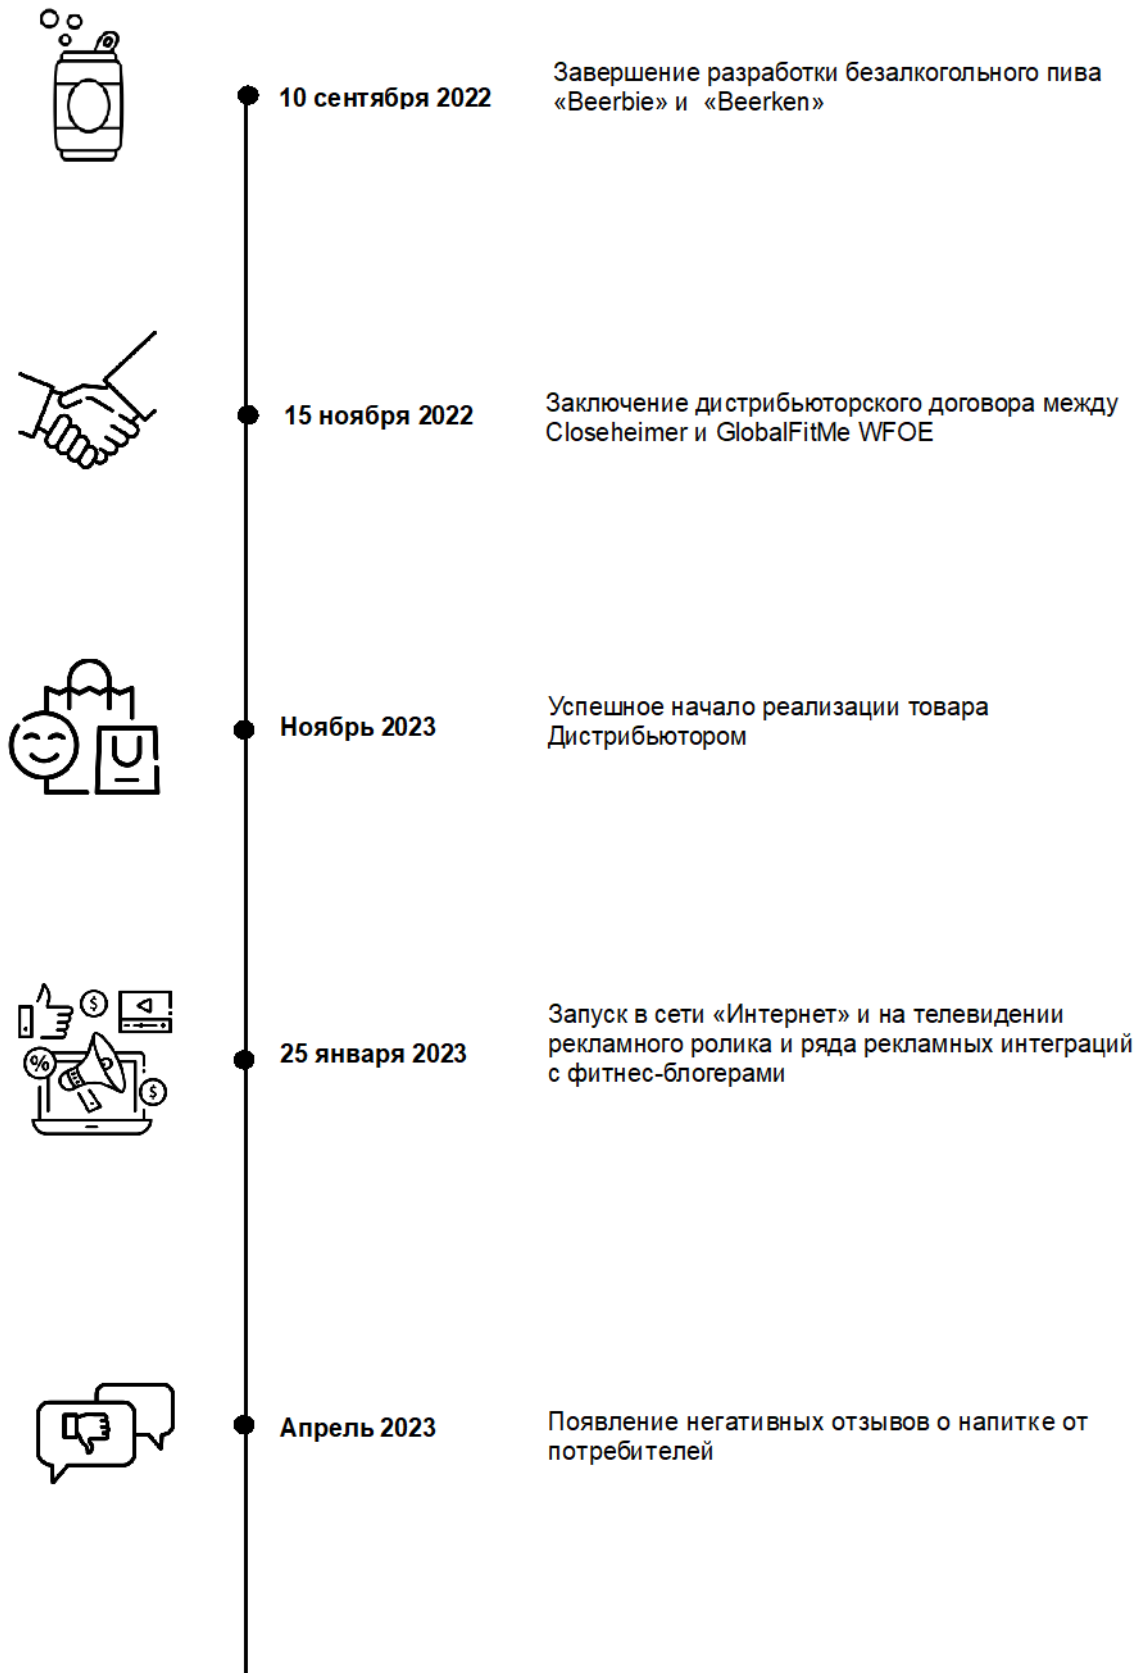 10 сентября 2022
Завершение разработки безалкогольного пива
«Beerbie» и «Beerken»
15 ноября 2022
Заключение дистрибьюторского договора между
Closeheimer и GlobalFitMe WFOE
Ноябрь 2023
Успешное начало реализации товара
Дистрибьютором
$
%
$
25 января 2023
Запуск в сети «Интернет» и на телевидении
рекламного ролика и ряда рекламных интеграций
с фитнес-блогерами
Апрель 2023
Появление негативных отзывов о напитке от
потребителей